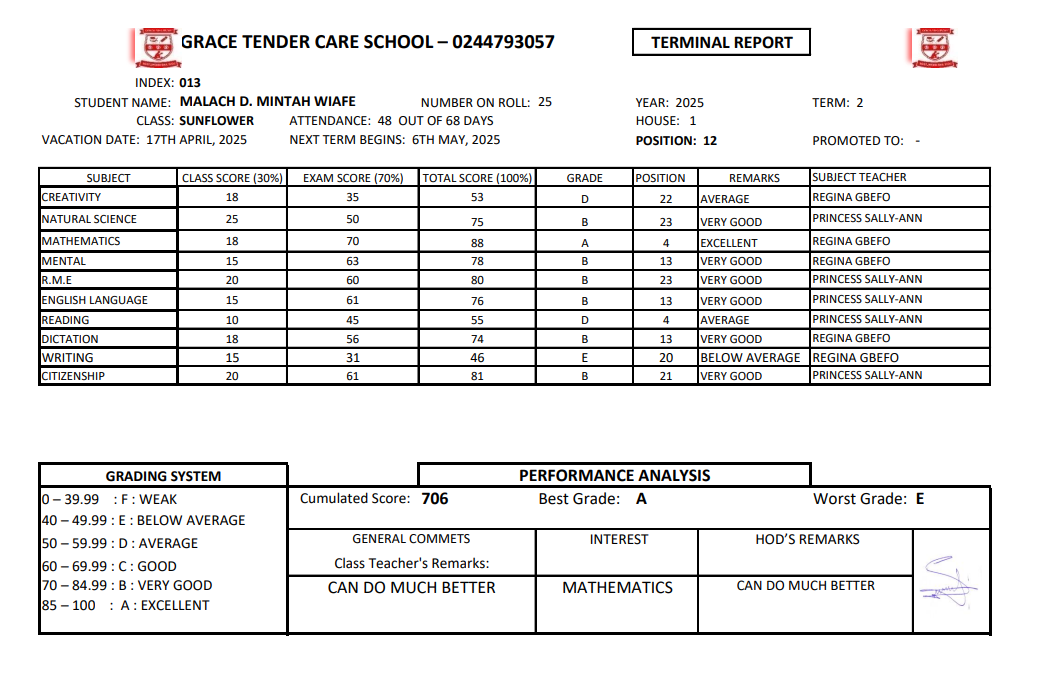 GRACE TENDER CARE SCHOOL – 0244793057 TERMINAL REPORT
INDEX: 013
STUDENT NAME: MALACH D. MINTAH WIAFE NUMBER ON ROLL: 25 YEAR: 2025 TERM: 2
CLASS: SUNFLOWER ATTENDANCE: 48 OUT OF 68 DAYS HOUSE: 1
VACATION DATE: 17TH APRIL, 2025 NEXT TERM BEGINS: 6TH MAY, 2025 POSITION: 12 PROMOTED TO: -
SUBJECT CLASS SCORE (30%) EXAM SCORE (70%) TOTAL SCORE (100%) GRADE POSITION REMARKS SUBJECT TEACHER
CREATIVITY 18 35 53 D 22 AVERAGE REGINA GBEFO
NATURAL SCIENCE 25 50 75 B 23 VERY GOOD PRINCESS SALLY-ANN
MATHEMATICS 18 70 88 A 4 EXCELLENT REGINA GBEFO
MENTAL 15 63 78 B 13 VERY GOOD REGINA GBEFO
R.M.E 20 60 80 B 23 VERY GOOD PRINCESS SALLY-ANN
ENGLISH LANGUAGE 15 61 76 B 13 VERY GOOD PRINCESS SALLY-ANN
READING 10 45 55 D 4 AVERAGE PRINCESS SALLY-ANN
DICTATION 18 56 74 B 13 VERY GOOD REGINA GBEFO
WRITING 15 31 46 E 20 BELOW AVERAGE REGINA GBEFO
CITIZENSHIP 20 61 81 B 21 VERY GOOD PRINCESS SALLY-ANN
GRADING SYSTEM
0 – 39.99 : F : WEAK
40 – 49.99 : E : BELOW AVERAGE
50 – 59.99 : D : AVERAGE
60 – 69.99 : C : GOOD
70 – 84.99 : B : VERY GOOD
85 – 100 : A : EXCELLENT
PERFORMANCE ANALYSIS
Cumulated Score: 706 Best Grade: A Worst Grade: E
GENERAL COMMETS INTEREST HOD'S REMARKS
Class Teacher's Remarks:
CAN DO MUCH BETTER MATHEMATICS CAN DO MUCH BETTER